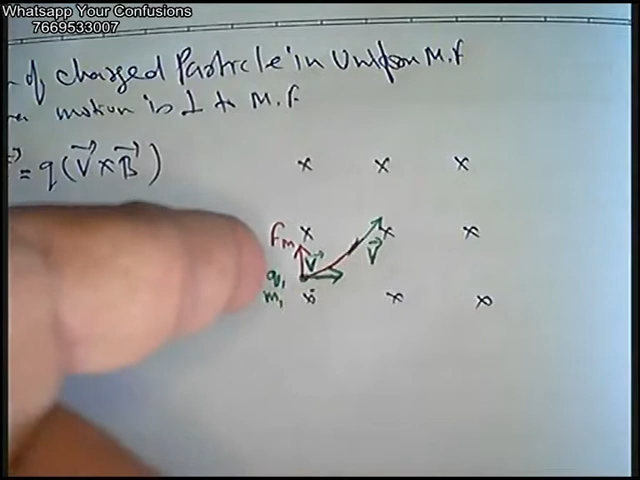 Whatsapp Your Confusions
7669533007
of charged Particle in Uniform M.f
motion is ⊥ to M.f
= q(V⃗ × B⃗)
x x x
fm x x x
V⃗ V⃗
q,
m, x x x